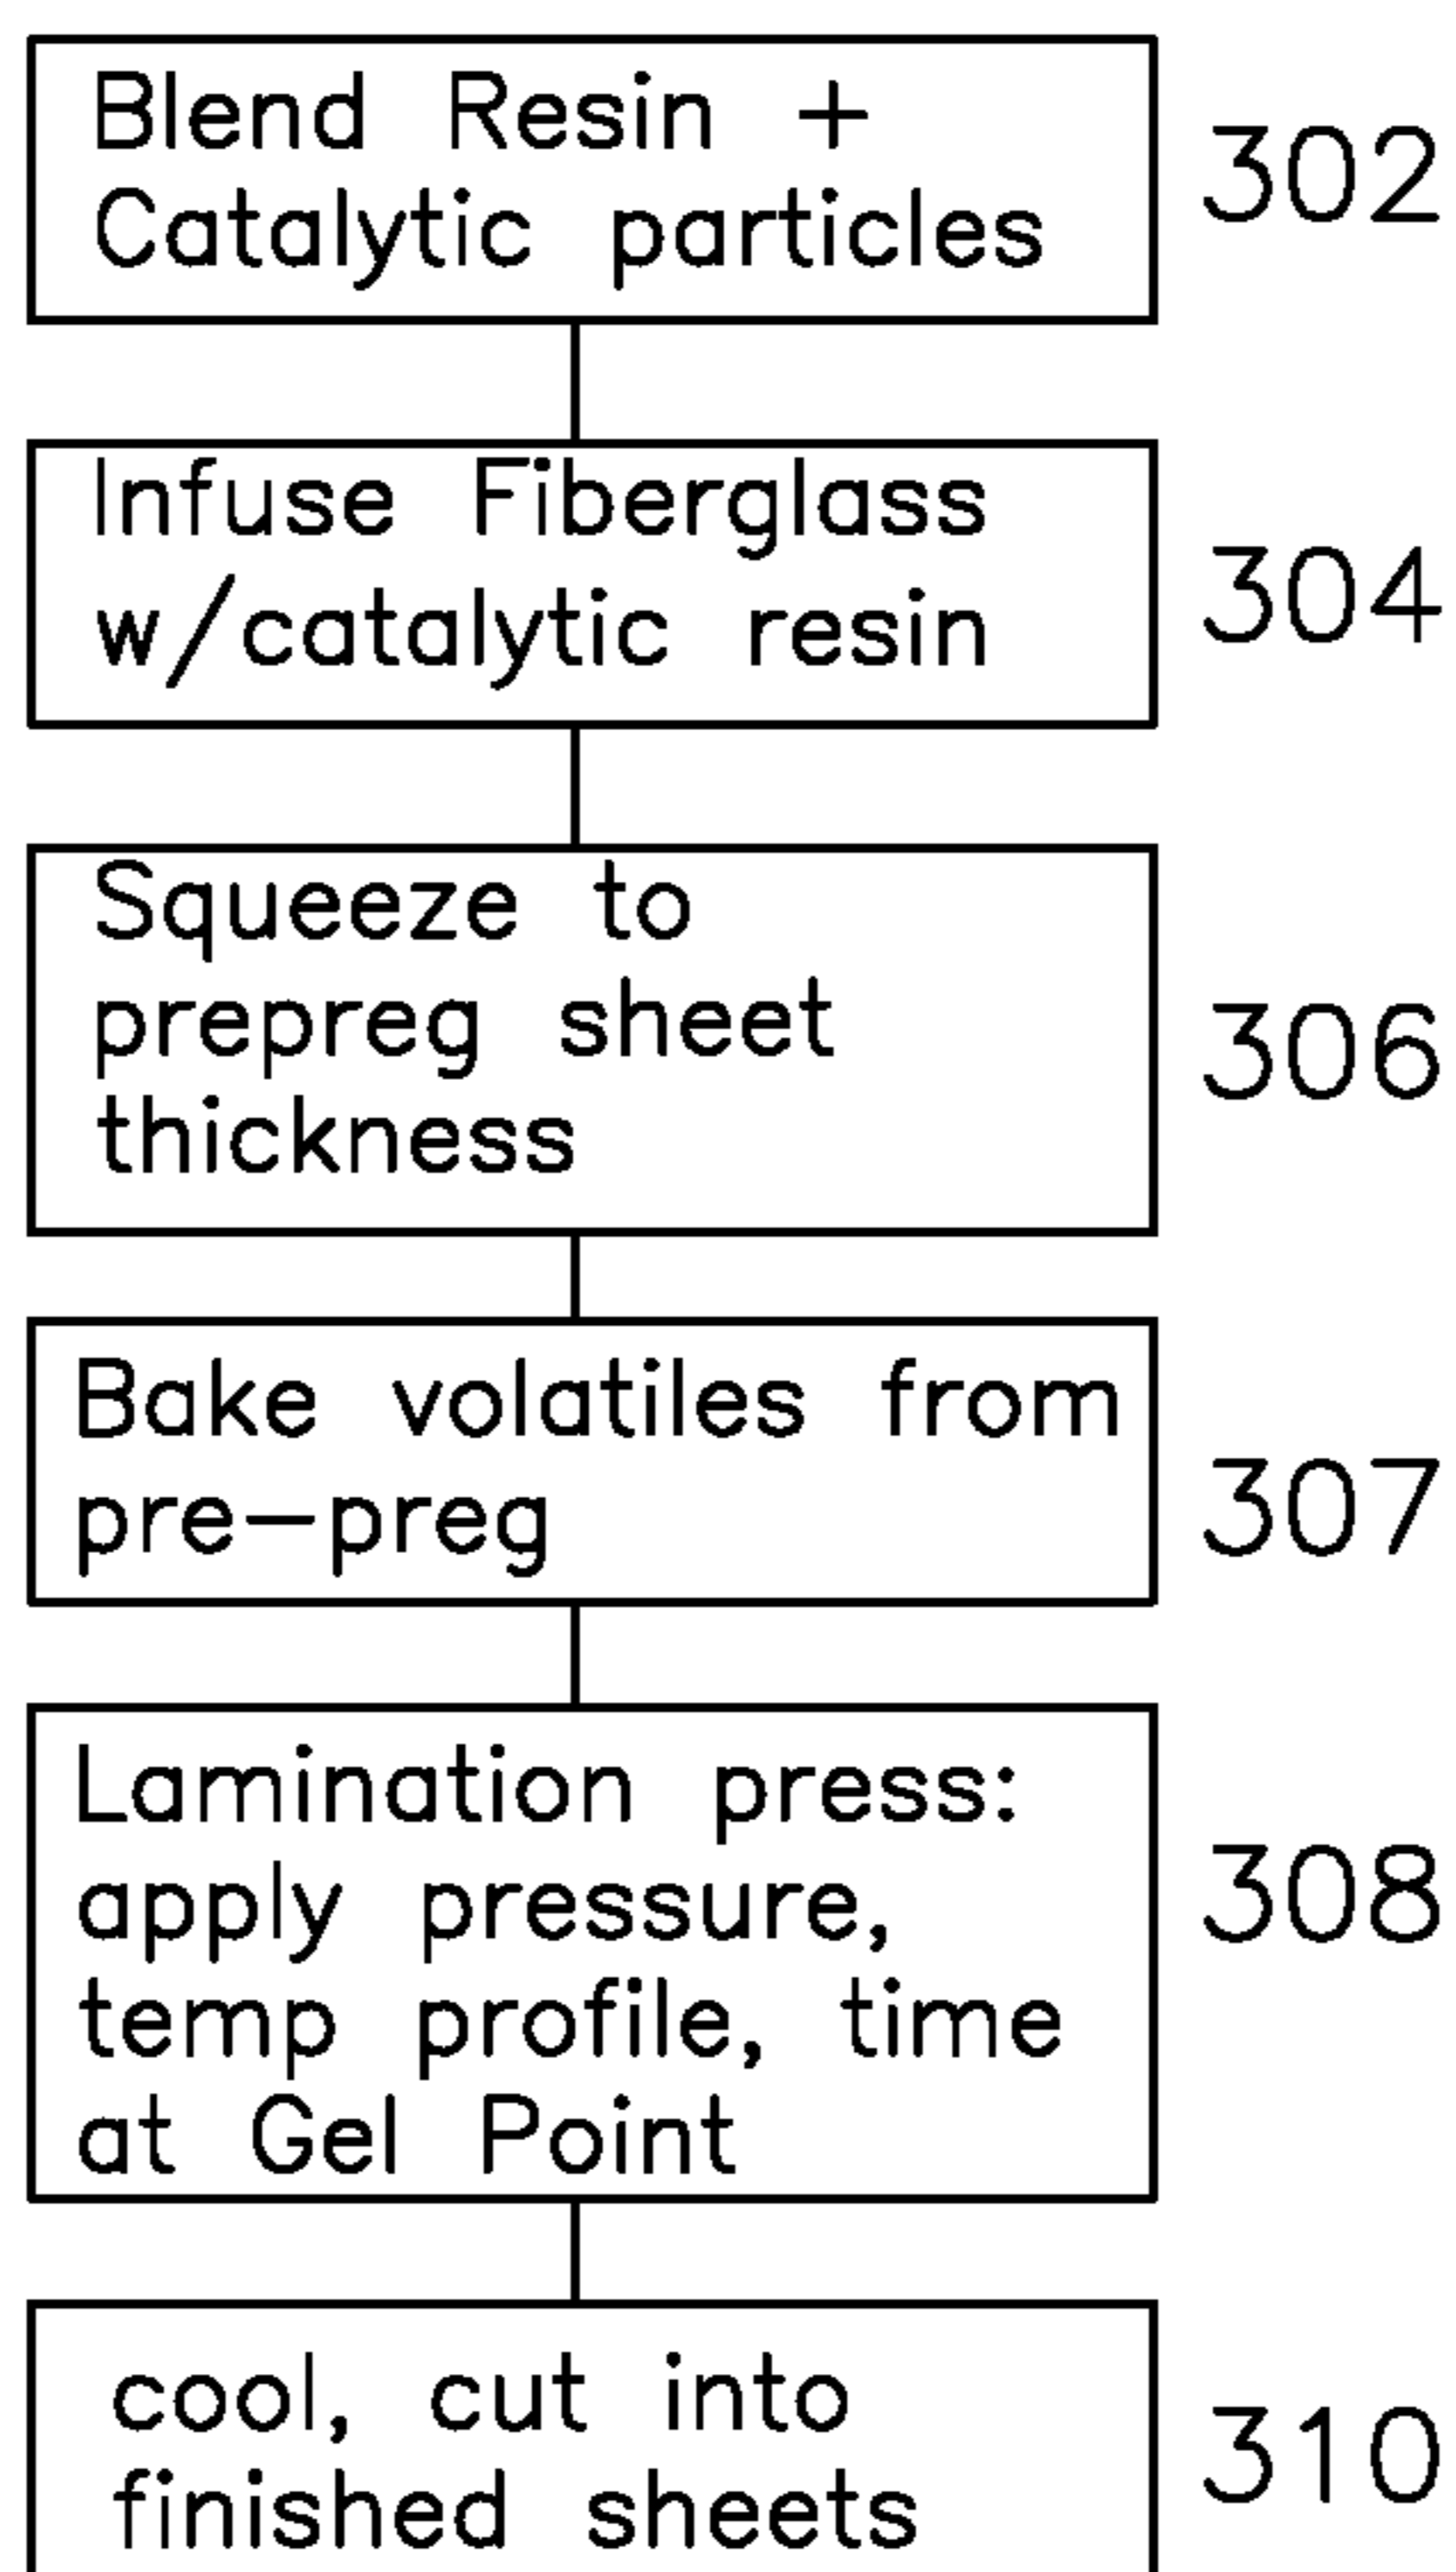 Blend Resin +
Catalytic particles
302
Infuse Fiberglass
w/catalytic resin
304
Squeeze to
prepreg sheet
thickness
306
Bake volatiles from
pre-preg
307
Lamination press:
apply pressure,
temp profile, time
at Gel Point
308
cool, cut into
finished sheets
310